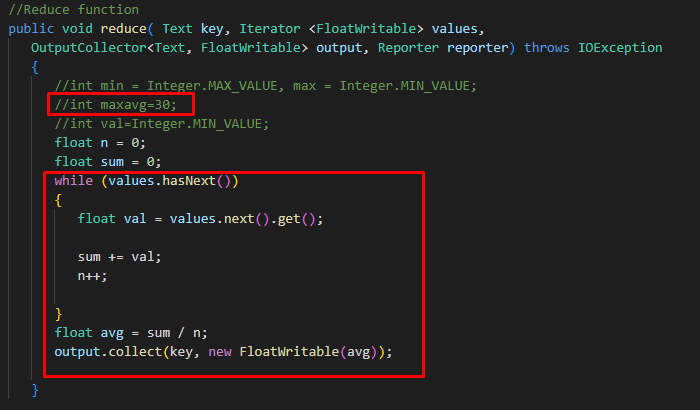 //Reduce function
public void reduce( Text key, Iterator <FloatWritable> values,
OutputCollector<Text, FloatWritable> output, Reporter reporter) throws IOException
{
//int min = Integer.MAX_VALUE, max = Integer.MIN_VALUE;
//int maxavg=30;
//int val=Integer.MIN_VALUE;
float n = 0;
float sum = 0;
while (values.hasNext())
{
float val = values.next().get();
sum += val;
n++;
}
float avg = sum / n;
output.collect(key, new FloatWritable(avg));
}